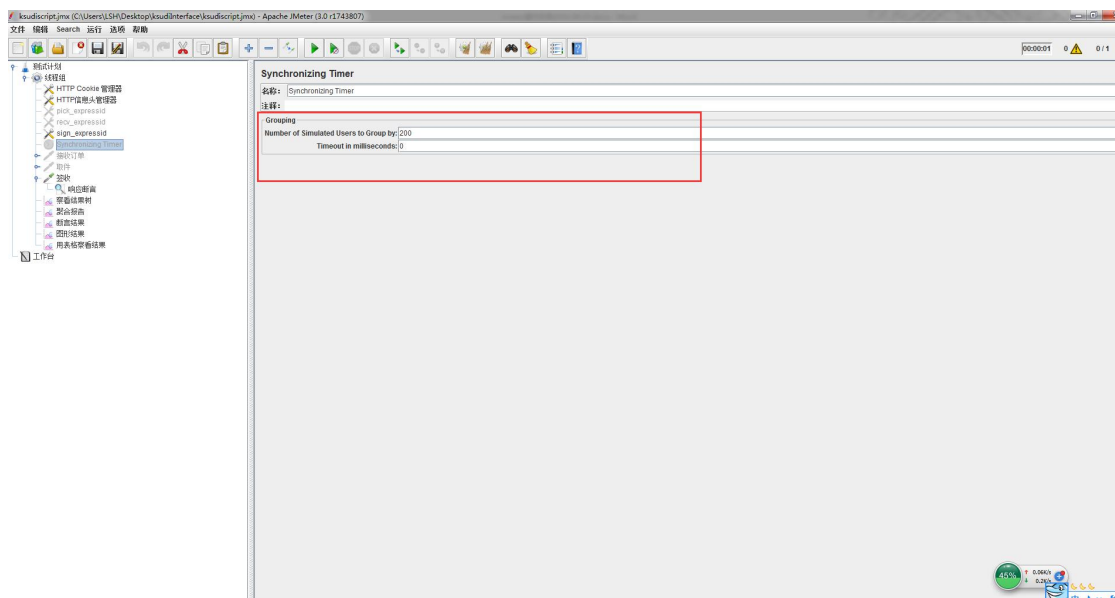 ksudiscript.jmx (C:\Users\LSH\Desktop\ksudiInterface\ksudiscript.jmx) - Apache JMeter (3.0 r1743807)
文件 编辑 Search 运行 选项 帮助
00:00:01 0 0 / 1
测试计划
线程组
HTTP Cookie 管理器
HTTP信息头管理器
pick_expressid
recv_expressid
sign_expressid
Synchronizing Timer
接收订单
取件
签收
响应断言
察看结果树
聚合报告
断言结果
图形结果
用表格察看结果
工作台
Synchronizing Timer
名称: Synchronizing Timer
注释:
Grouping
Number of Simulated Users to Group by: 200
Timeout in milliseconds: 0
45%
0.06K/s
0.2K/s